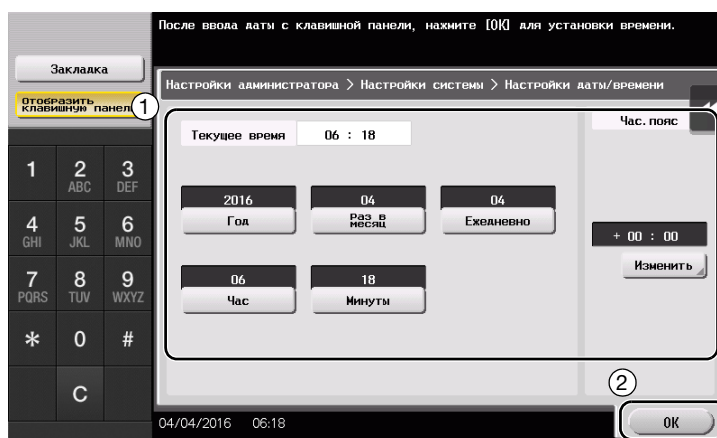 После ввода даты с клавишной панели, нажмите [OK] для установки времени.
Закладка
Отобразить
клавишную панель
1
Настройки администратора > Настройки системы > Настройки даты/времени
Текущее время 06 : 18
Час. пояс
2016 04 04
Год Раз в месяц Ежедневно
+ 00 : 00
Изменить
06 18
Час Минуты
1 2 3
ABC DEF
4 5 6
GHI JKL MNO
7 8 9
PQRS TUV WXYZ
* 0 #
C
2
04/04/2016 06:18
OK